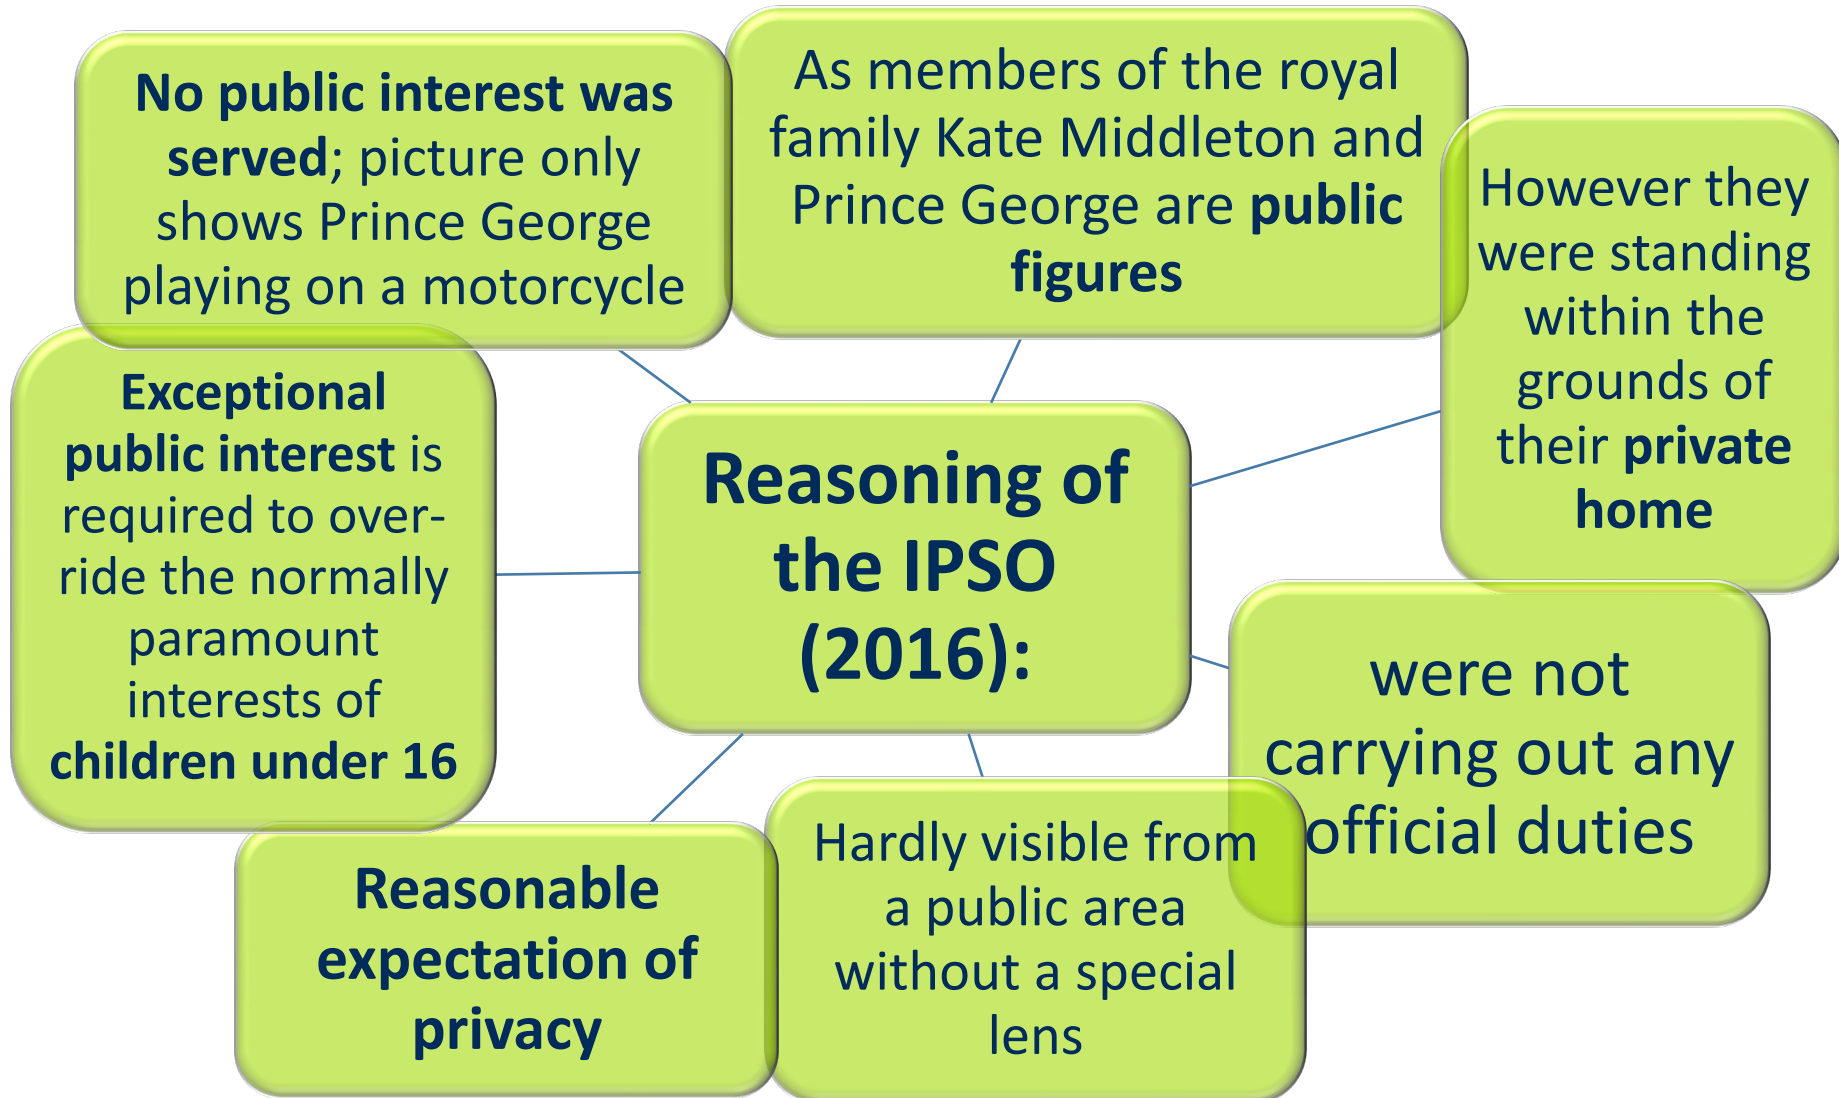 No public interest was
served; picture only
shows Prince George
playing on a motorcycle
As members of the royal
family Kate Middleton and
Prince George are public
figures
However they
were standing
within the
grounds of
their private
home
Exceptional
public interest is
required to over-
ride the normally
paramount
interests of
children under 16
Reasoning of
the IPSO
(2016):
were not
carrying out any
official duties
Reasonable
expectation of
privacy
Hardly visible from
a public area
without a special
lens